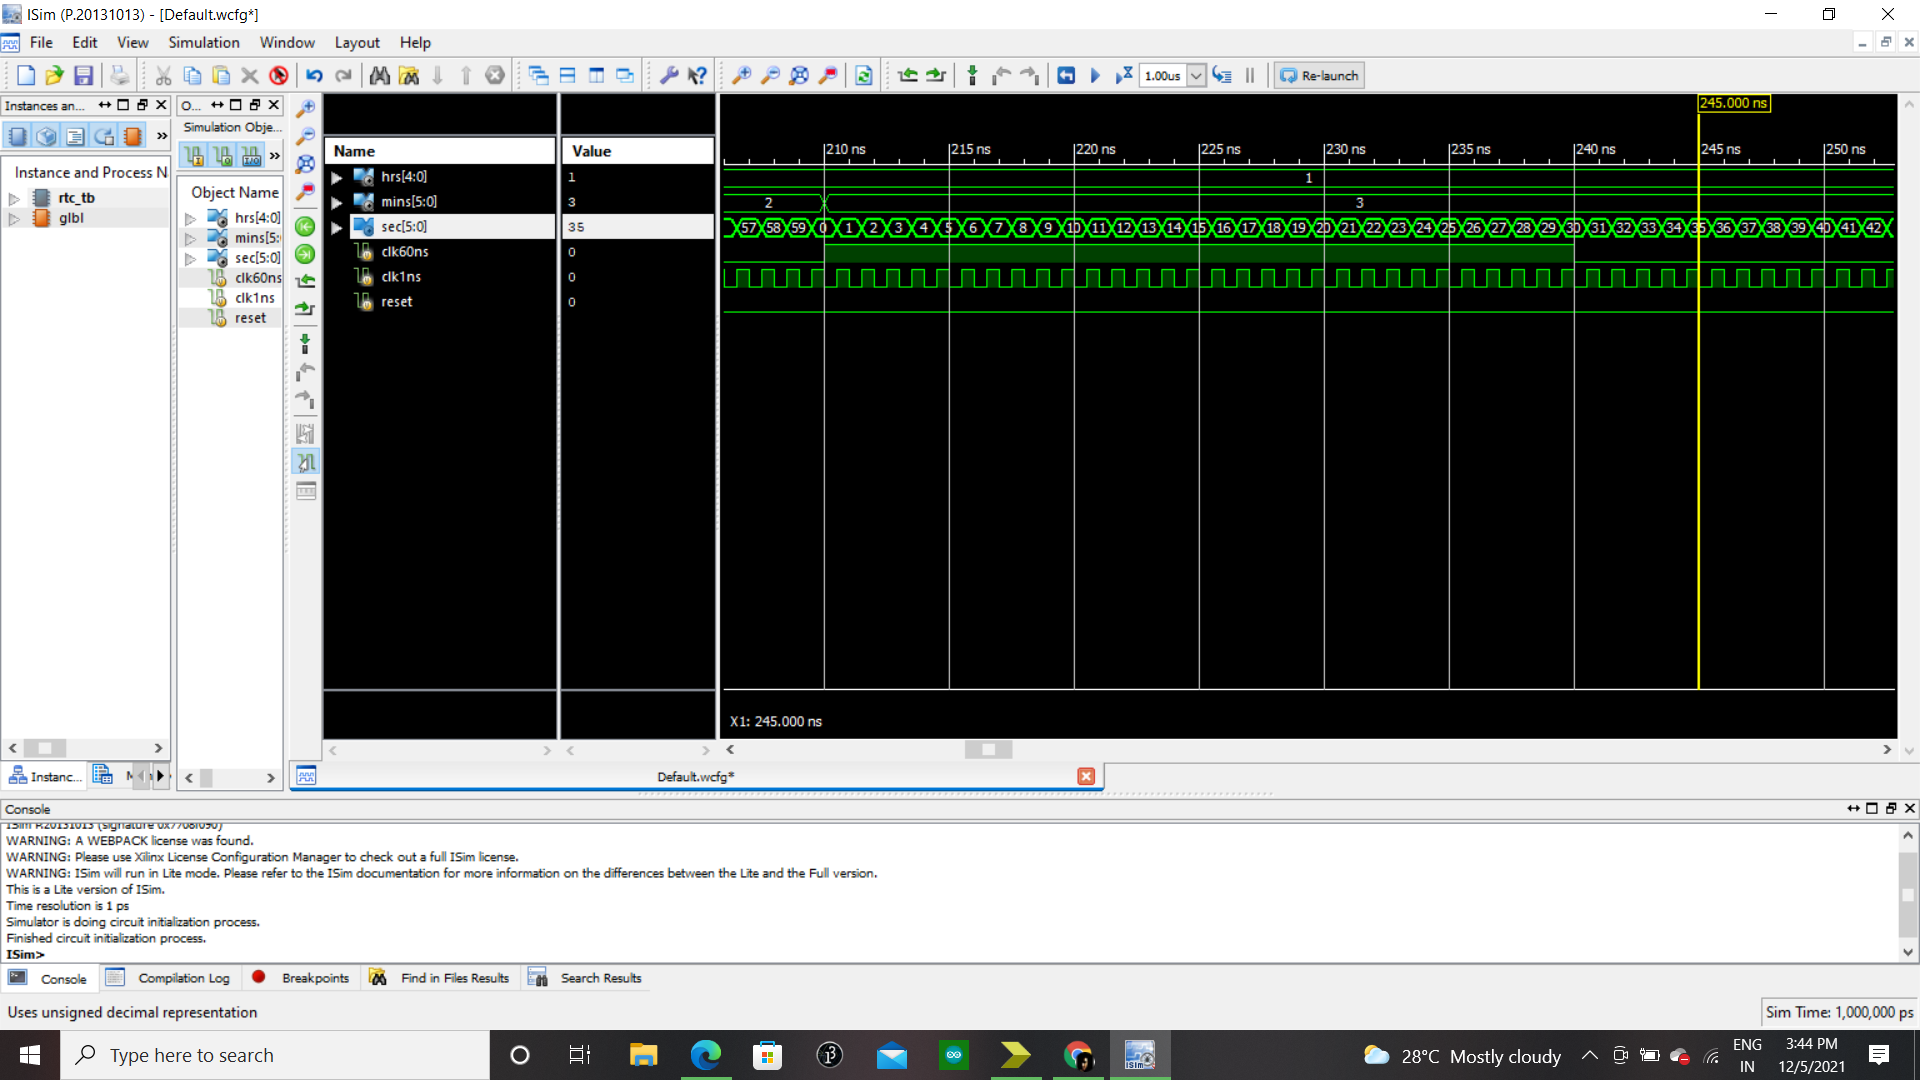 ISim (P.20131013) - [Default.wcfg*]
File Edit View Simulation Window Layout Help
1.00us Re-launch
Instances an...
O...
Simulation Obje...
Instance and Process N
rtc_tb
glbl
Object Name
hrs[4:0]
mins[5:
sec[5:0]
clk60ns
clk1ns
reset
Name Value
hrs[4:0] 1
mins[5:0] 3
sec[5:0] 35
clk60ns 0
clk1ns 0
reset 0
245.000 ns
210 ns 215 ns 220 ns 225 ns 230 ns 235 ns 240 ns 245 ns 250 ns
1
2 3
57 58 59 0 1 2 3 4 5 6 7 8 9 10 11 12 13 14 15 16 17 18 19 20 21 22 23 24 25 26 27 28 29 30 31 32 33 34 35 36 37 38 39 40 41 42
X1: 245.000 ns
Instanc...
Default.wcfg*
Console
WARNING: A WEBPACK license was found.
WARNING: Please use Xilinx License Configuration Manager to check out a full ISim license.
WARNING: ISim will run in Lite mode. Please refer to the ISim documentation for more information on the differences between the Lite and the Full version.
This is a Lite version of ISim.
Time resolution is 1 ps
Simulator is doing circuit initialization process.
Finished circuit initialization process.
ISim>
Console Compilation Log Breakpoints Find in Files Results Search Results
Uses unsigned decimal representation
Sim Time: 1,000,000 ps
Type here to search
28°C Mostly cloudy
ENG
IN
3:44 PM
12/5/2021